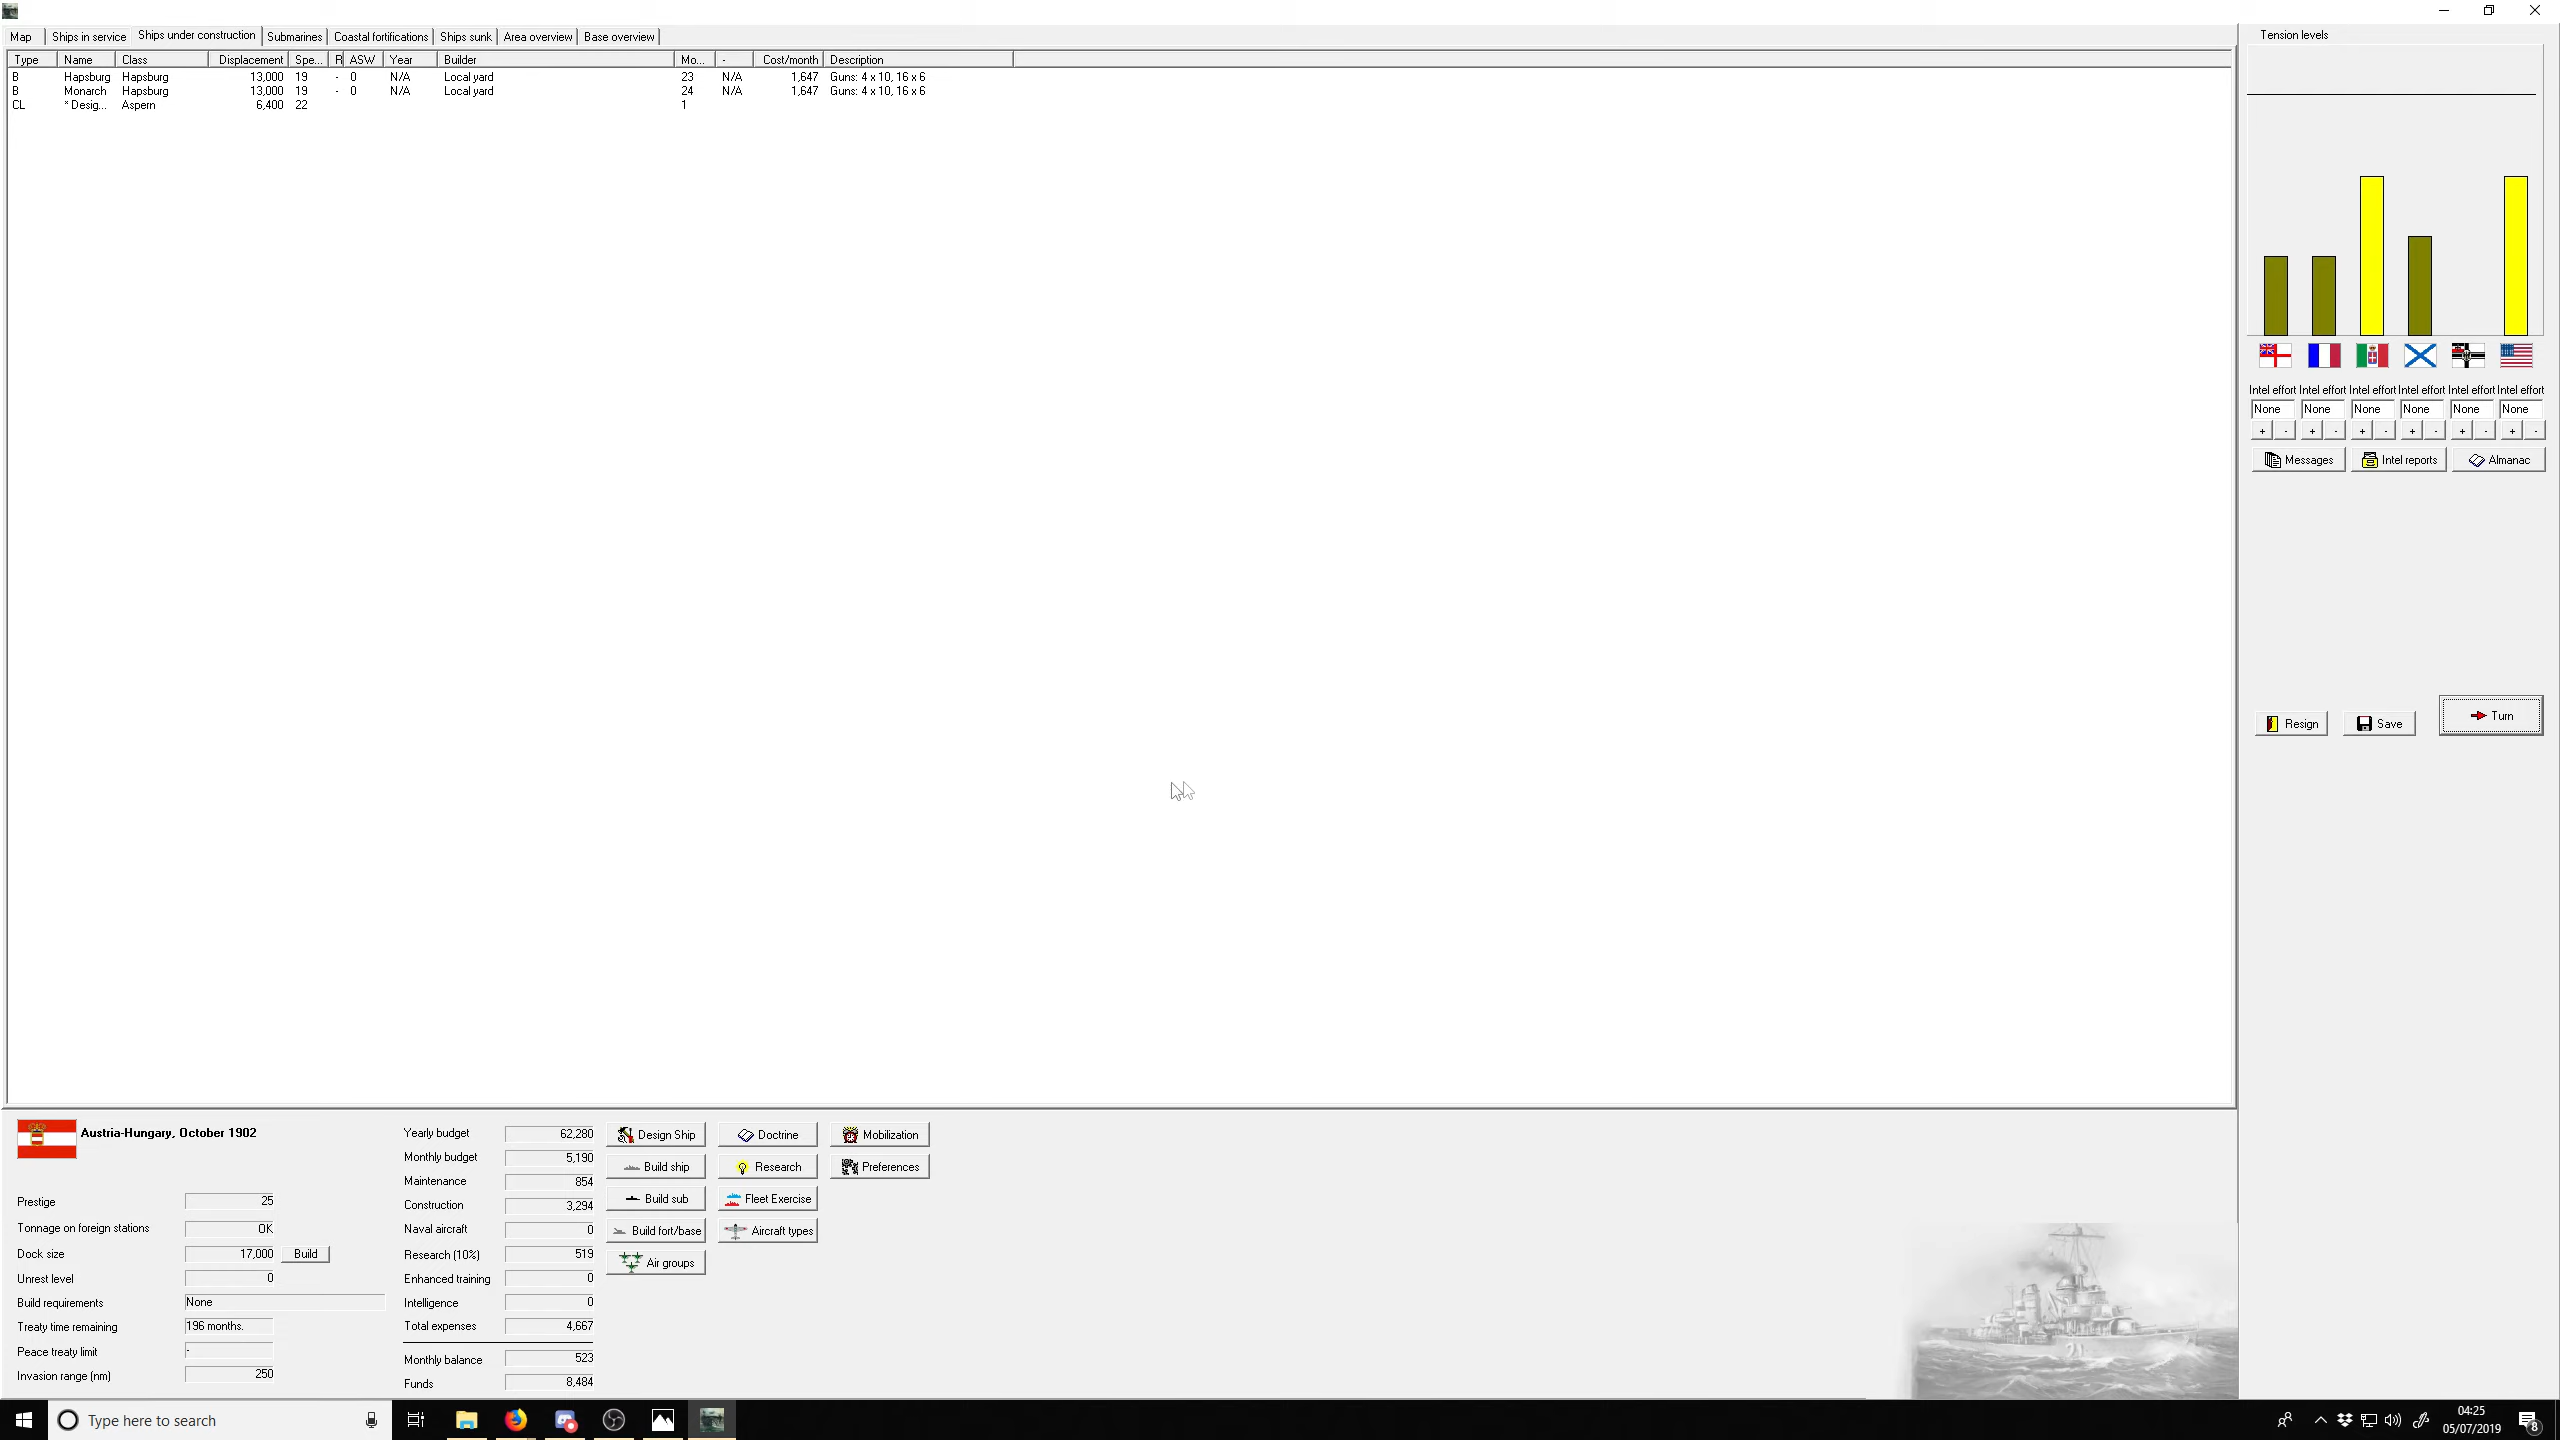 Map Ships in service Ships under construction Submarines Coastal fortifications Ships sunk Area overview Base overview
Type Name Class Displacement Spe... R ASW Year Builder Mo... - Cost/month Description
B Hapsburg Hapsburg 13,000 19 - 0 N/A Local yard 23 N/A 1,647 Guns: 4 x 10, 16 x 6
B Monarch Hapsburg 13,000 19 - 0 N/A Local yard 24 N/A 1,647 Guns: 4 x 10, 16 x 6
CL * Desig... Aspern 6,400 22 1
Tension levels
Intel effort Intel effort Intel effort Intel effort Intel effort Intel effort
None None None None None None
+ - + - + - + - + - + -
Messages Intel reports Almanac
Resign Save Turn
Austria-Hungary, October 1902
Prestige 25
Tonnage on foreign stations OK
Dock size 17,000 Build
Unrest level 0
Build requirements None
Treaty time remaining 196 months.
Peace treaty limit -
Invasion range (nm) 250
Yearly budget 62,280
Monthly budget 5,190
Maintenance 854
Construction 3,294
Naval aircraft 0
Research (10%) 519
Enhanced training 0
Intelligence 0
Total expenses 4,667
Monthly balance 523
Funds 8,484
Design Ship Doctrine Mobilization
Build ship Research Preferences
Build sub Fleet Exercise
Build fort/base Aircraft types
Air groups
Type here to search
04:25
05/07/2019
8